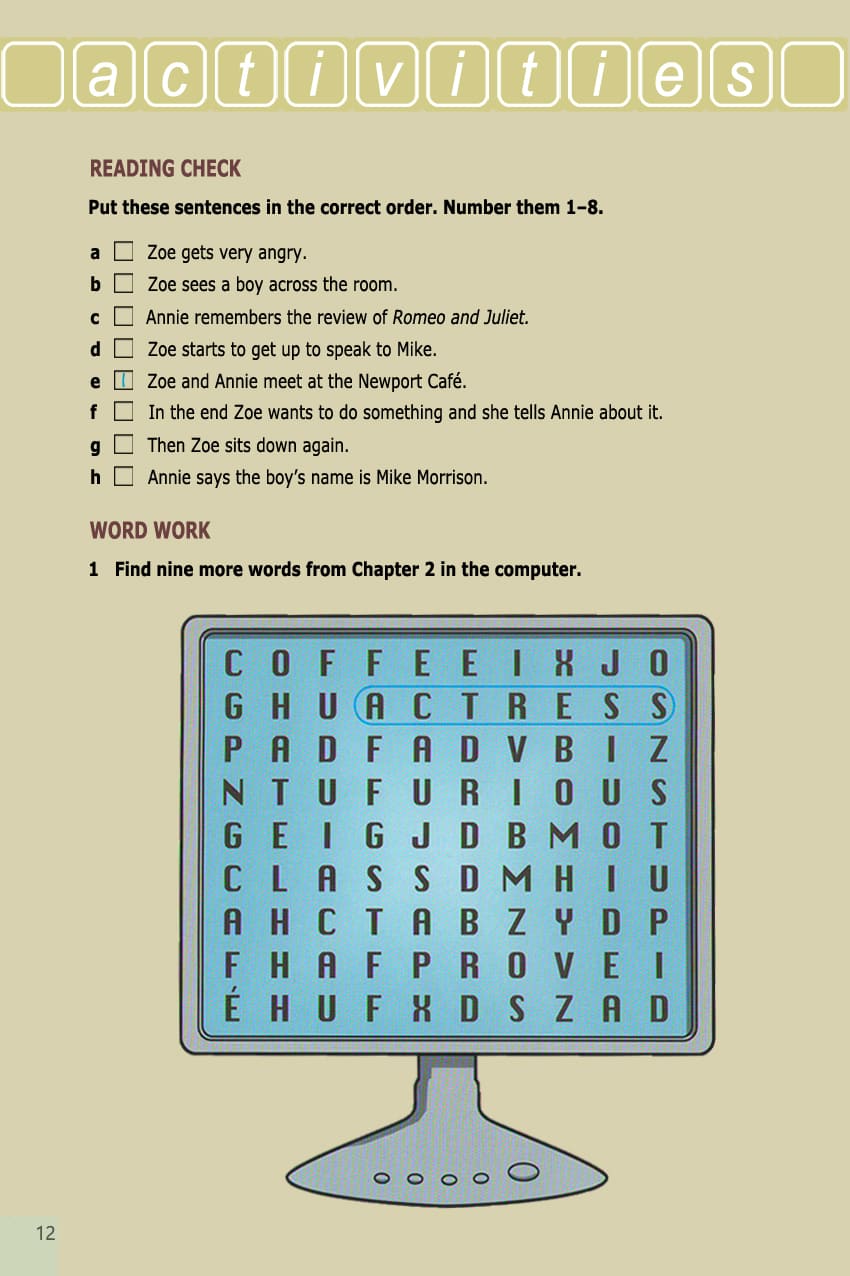 activities
READING CHECK
Put these sentences in the correct order. Number them 1–8.
a Zoe gets very angry.
b Zoe sees a boy across the room.
c Annie remembers the review of Romeo and Juliet.
d Zoe starts to get up to speak to Mike.
e 1 Zoe and Annie meet at the Newport Café.
f In the end Zoe wants to do something and she tells Annie about it.
g Then Zoe sits down again.
h Annie says the boy's name is Mike Morrison.
WORD WORK
1 Find nine more words from Chapter 2 in the computer.
C O F F E E I X J O
G H U A C T R E S S
P A D F A D V B I Z
N T U F U R I O U S
G E I G J D B M O T
C L A S S D M H I U
A H C T A B Z Y D P
F H A F P R O V E I
É H U F X D S Z A D
12